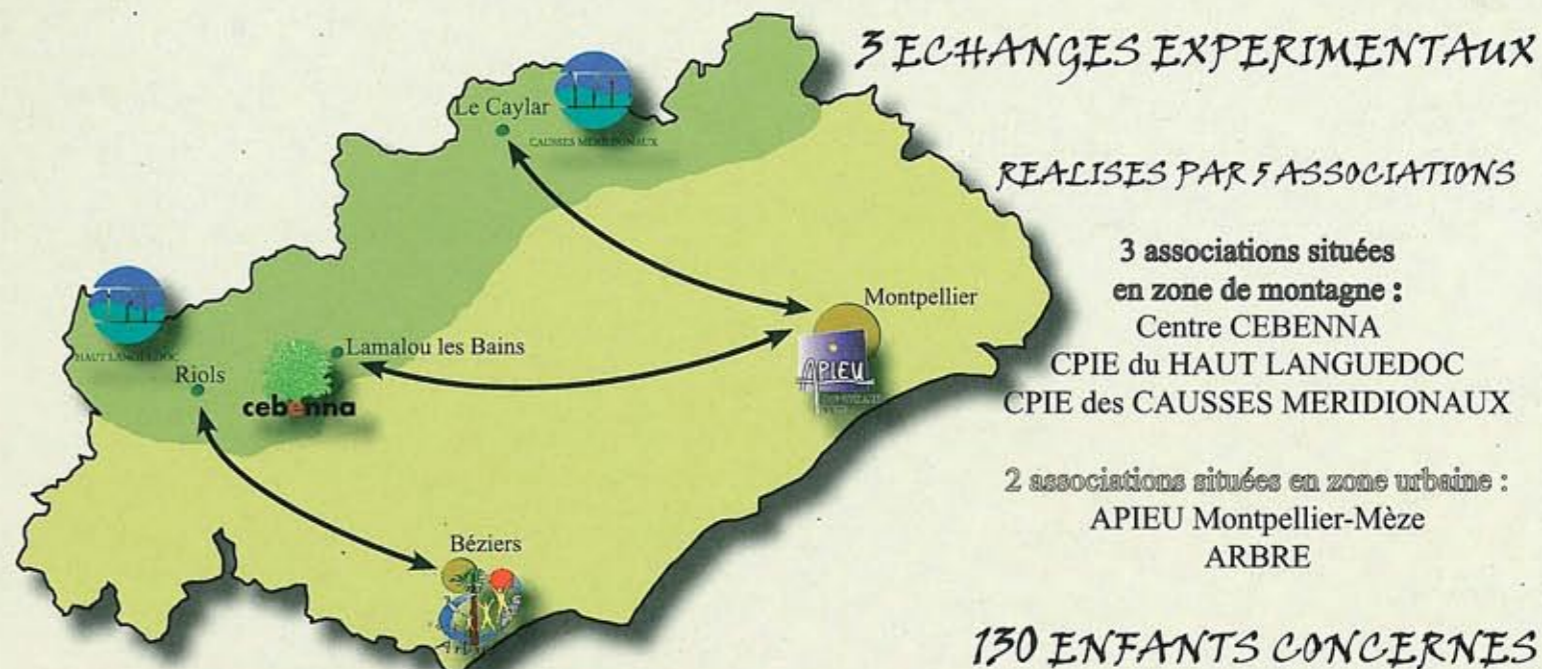 3 ECHANGES EXPERIMENTAUX
REALISES PAR 5 ASSOCIATIONS
3 associations situées
en zone de montagne :
Centre CEBENNA
CPIE du HAUT LANGUEDOC
CPIE des CAUSSES MERIDIONAUX
2 associations situées en zone urbaine :
APIEU Montpellier-Mèze
ARBRE
130 ENFANTS CONCERNES
Le Caylar
CAUSSES MERIDIONAUX
HAUT LANGUEDOC
Riols
Lamalou les Bains
cebenna
Montpellier
APIEU
Béziers